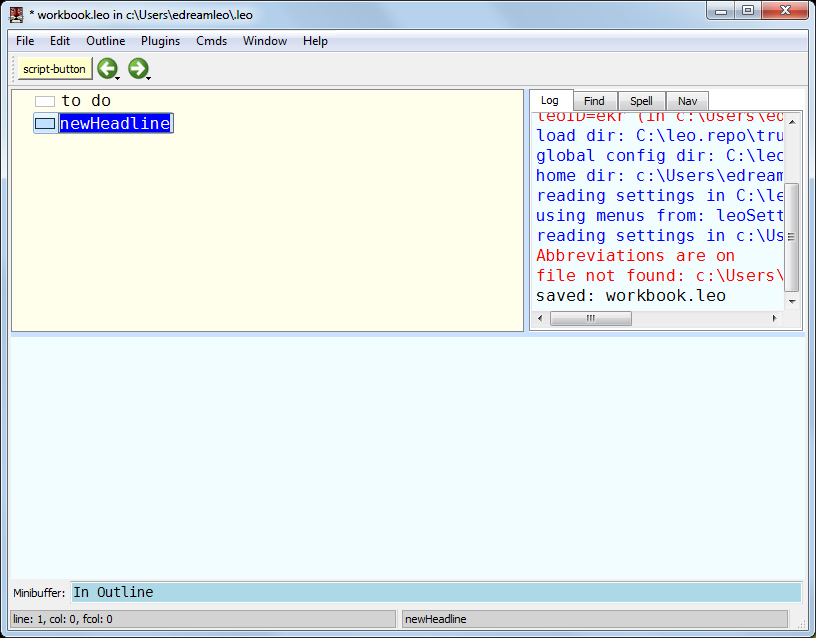 * workbook.leo in c:\Users\edreamleo\.leo
File Edit Outline Plugins Cmds Window Help
script-button
to do
newHeadline
Log Find Spell Nav
leoID=ekr (in c:\Users\ed
load dir: C:\leo.repo\tru
global config dir: C:\leo
home dir: c:\Users\edream
reading settings in C:\le
using menus from: leoSett
reading settings in c:\Us
Abbreviations are on
file not found: c:\Users\
saved: workbook.leo
Minibuffer: In Outline
line: 1, col: 0, fcol: 0
newHeadline